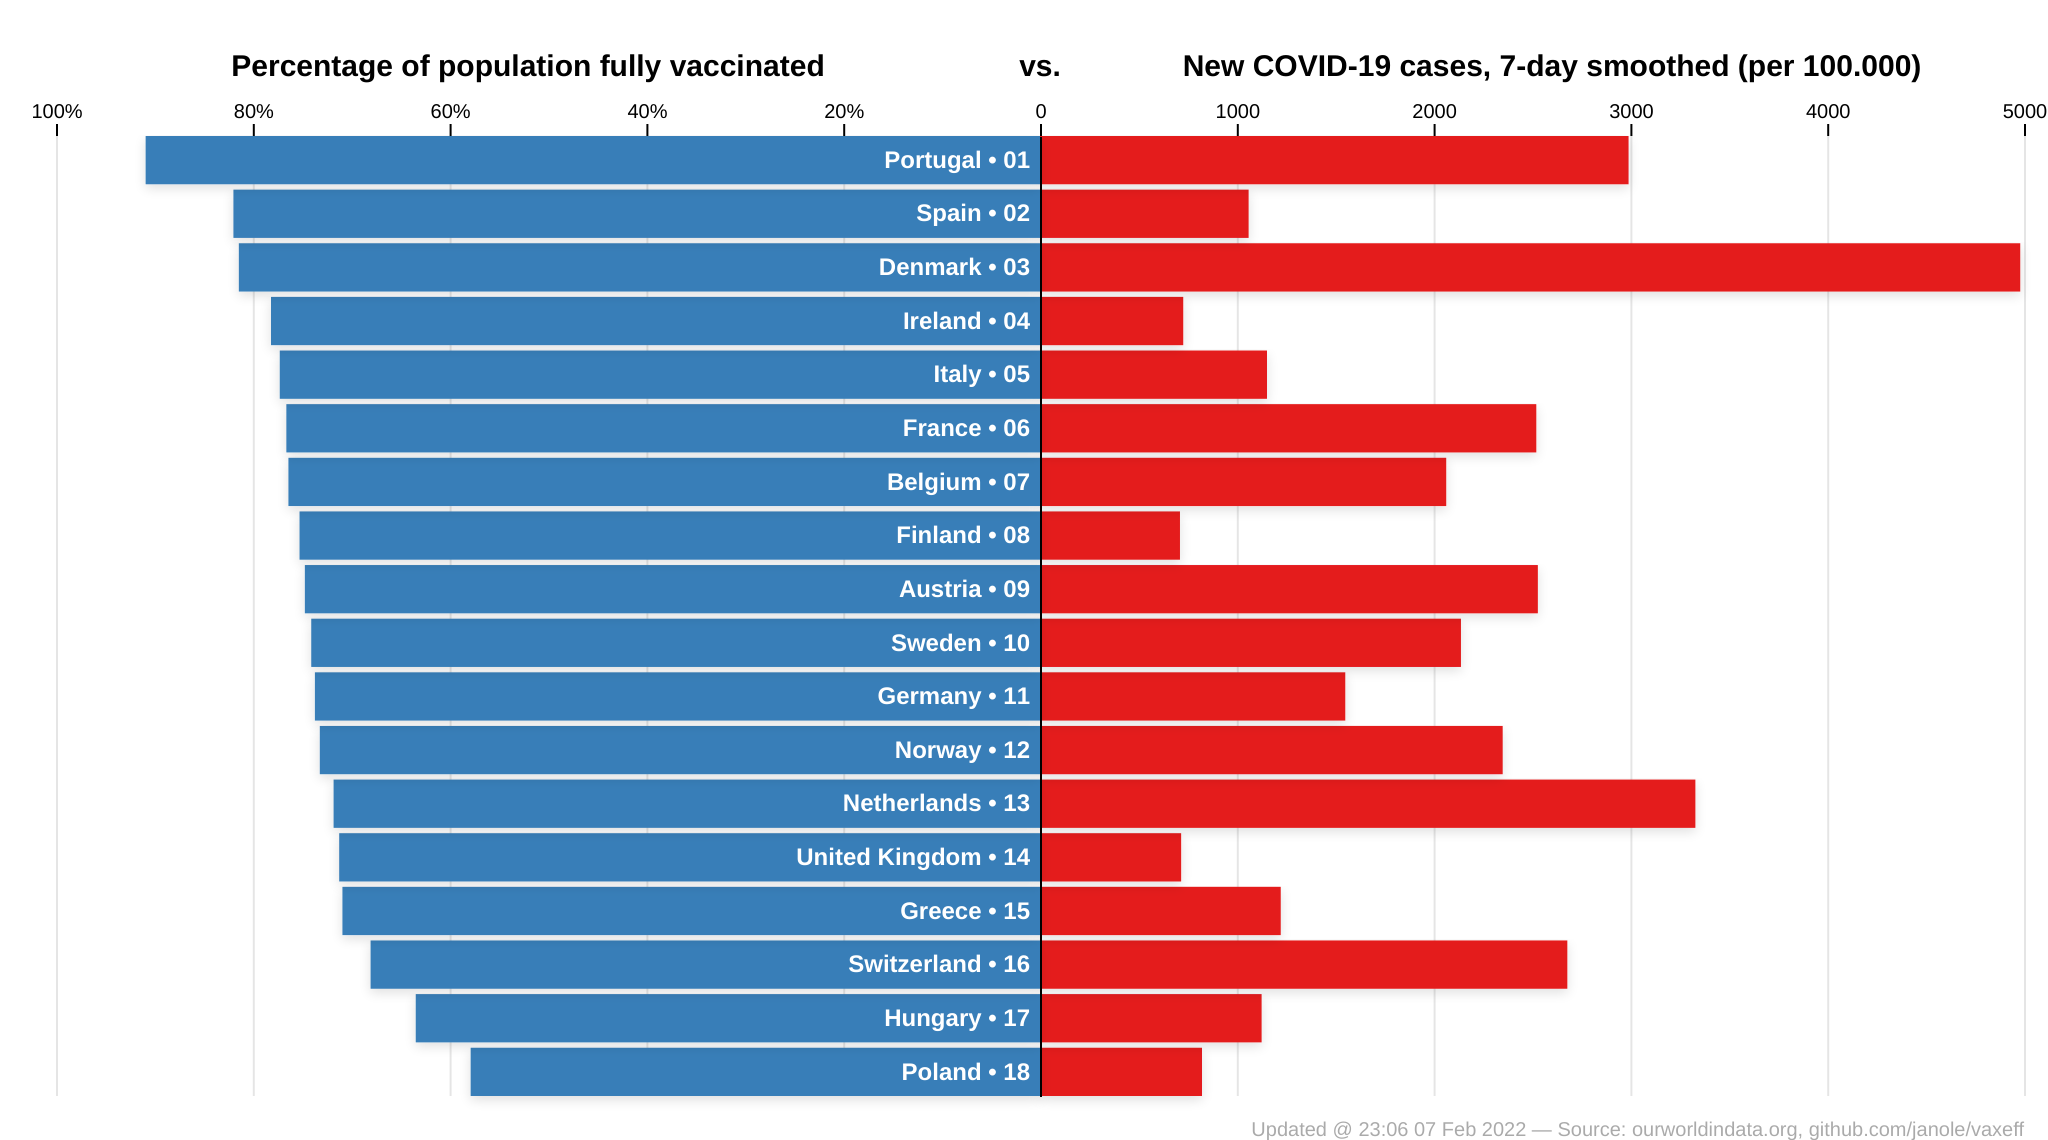 Percentage of population fully vaccinated vs. New COVID-19 cases, 7-day smoothed (per 100.000)
100% 80% 60% 40% 20% 0 1000 2000 3000 4000 5000
Portugal • 01
Spain • 02
Denmark • 03
Ireland • 04
Italy • 05
France • 06
Belgium • 07
Finland • 08
Austria • 09
Sweden • 10
Germany • 11
Norway • 12
Netherlands • 13
United Kingdom • 14
Greece • 15
Switzerland • 16
Hungary • 17
Poland • 18
Updated @ 23:06 07 Feb 2022 — Source: ourworldindata.org, github.com/janole/vaxeff